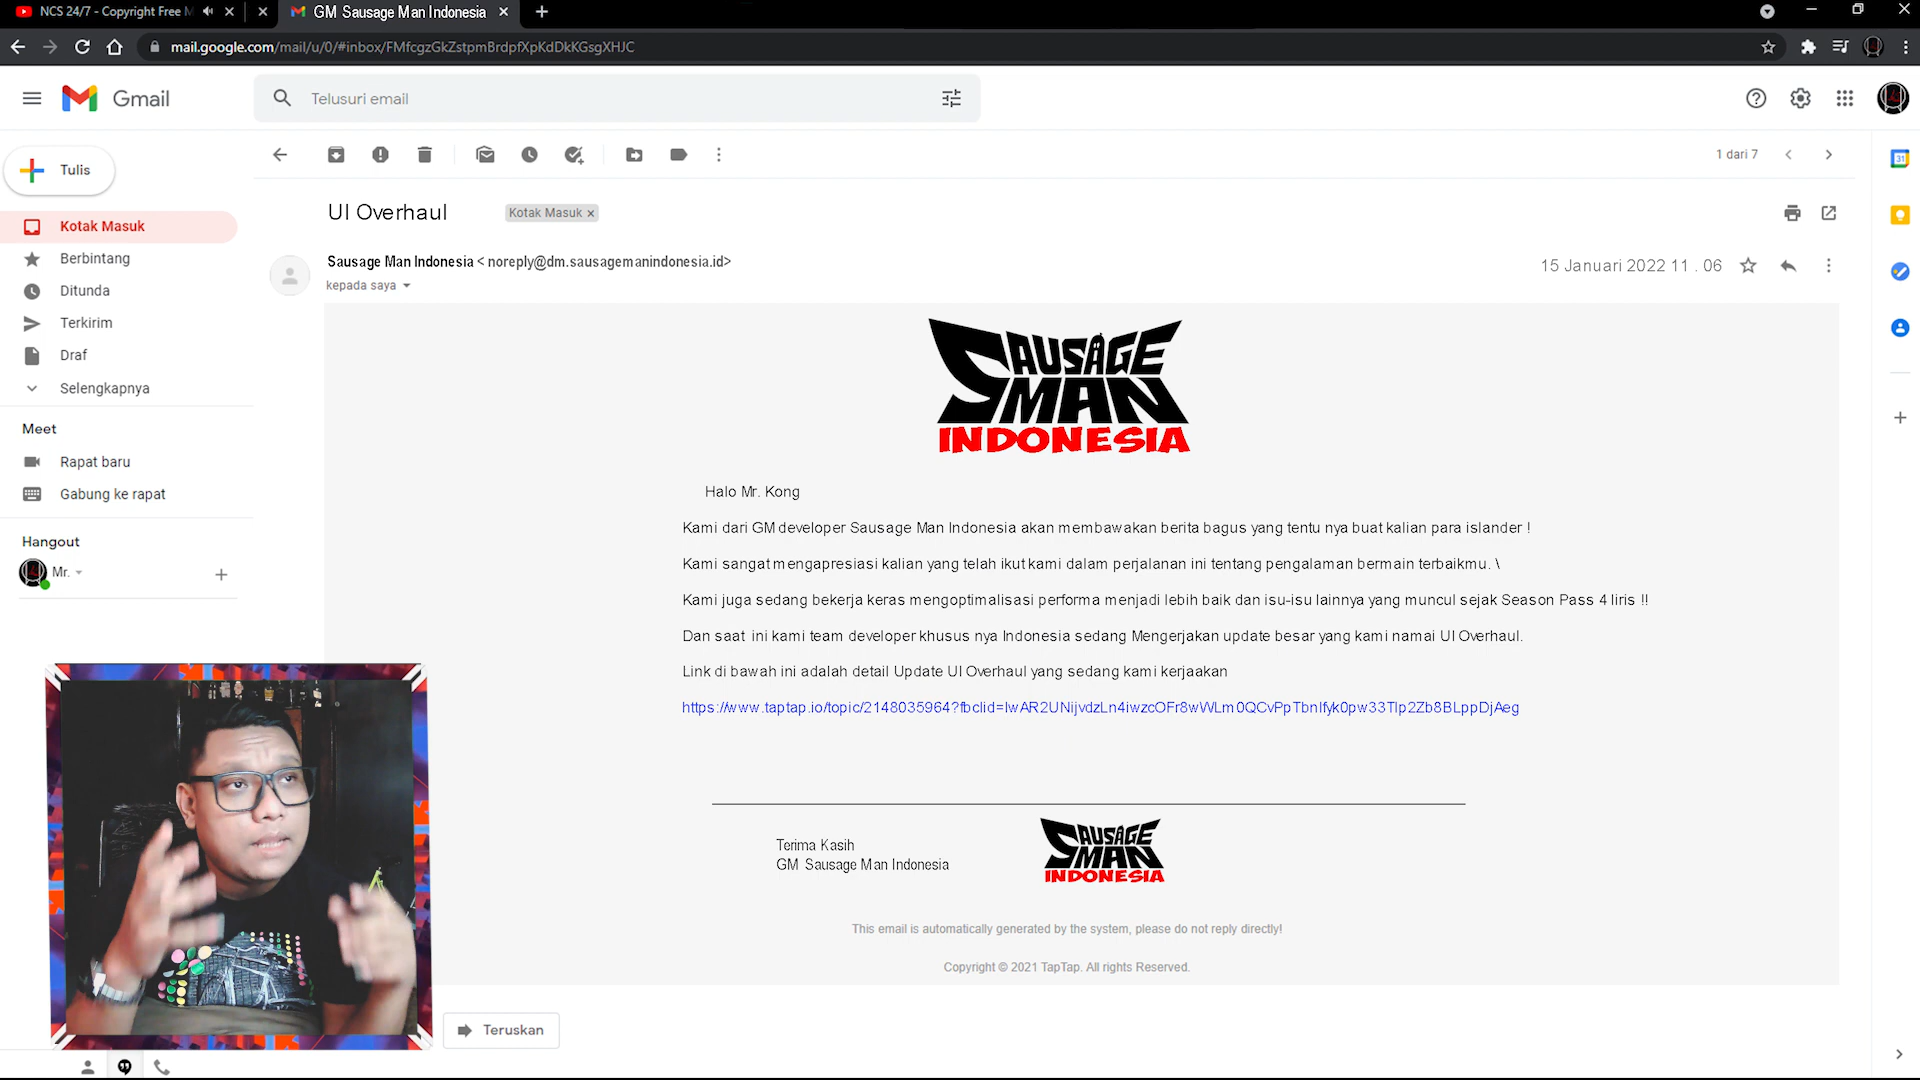 NCS 24/7 - Copyright Free M
GM Sausage Man Indonesia
mail.google.com/mail/u/0/#inbox/FMfcgzGkZstpmBrdpfXpKdDkKGsgXHJC
Gmail
Telusuri email
Tulis
1 dari 7
Kotak Masuk
Berbintang
Ditunda
Terkirim
Draf
Selengkapnya
Meet
Rapat baru
Gabung ke rapat
Hangout
Mr.
UI Overhaul
Kotak Masuk
Sausage Man Indonesia < noreply@dm.sausagemanindonesia.id>
kepada saya
15 Januari 2022 11 . 06
SAUSAGE
MAN
INDONESIA
Halo Mr. Kong
Kami dari GM developer Sausage Man Indonesia akan membawakan berita bagus yang tentu nya buat kalian para islander !
Kami sangat mengapresiasi kalian yang telah ikut kami dalam perjalanan ini tentang pengalaman bermain terbaikmu. \
Kami juga sedang bekerja keras mengoptimalisasi performa menjadi lebih baik dan isu-isu lainnya yang muncul sejak Season Pass 4 liris !!
Dan saat ini kami team developer khusus nya Indonesia sedang Mengerjakan update besar yang kami namai UI Overhaul.
Link di bawah ini adalah detail Update UI Overhaul yang sedang kami kerjaakan
https://www.taptap.io/topic/2148035964?fbclid=IwAR2UNijvdzLn4iwzcOFr8wWLm0QCvPpTbnIfyk0pw33Tlp2Zb8BLppDjAeg
Terima Kasih
GM Sausage Man Indonesia
SAUSAGE
MAN
INDONESIA
This email is automatically generated by the system, please do not reply directly!
Copyright © 2021 TapTap. All rights Reserved.
Teruskan